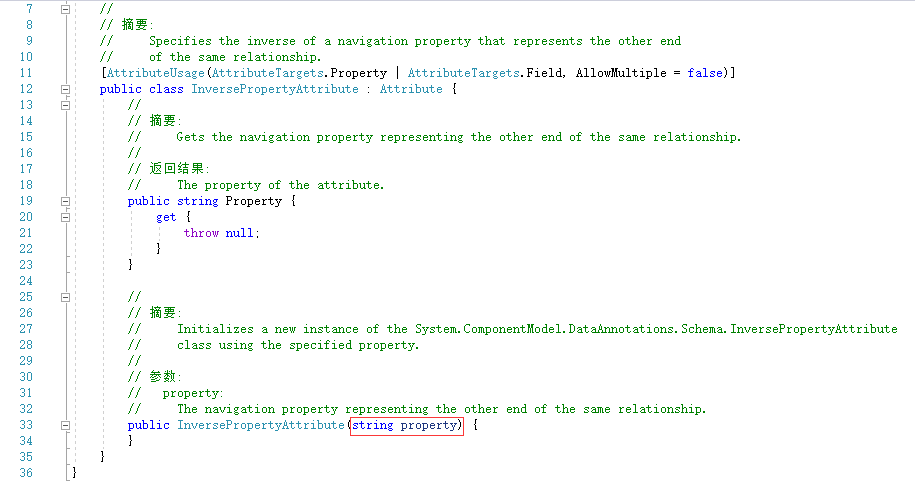 7 //
8 // 摘要:
9 // Specifies the inverse of a navigation property that represents the other end
10 // of the same relationship.
11 [AttributeUsage(AttributeTargets.Property | AttributeTargets.Field, AllowMultiple = false)]
12 public class InversePropertyAttribute : Attribute {
13 //
14 // 摘要:
15 // Gets the navigation property representing the other end of the same relationship.
16 //
17 // 返回结果:
18 // The property of the attribute.
19 public string Property {
20 get {
21 throw null;
22 }
23 }
24
25 //
26 // 摘要:
27 // Initializes a new instance of the System.ComponentModel.DataAnnotations.Schema.InversePropertyAttribute
28 // class using the specified property.
29 //
30 // 参数:
31 // property:
32 // The navigation property representing the other end of the same relationship.
33 public InversePropertyAttribute(string property) {
34 }
35 }
36 }